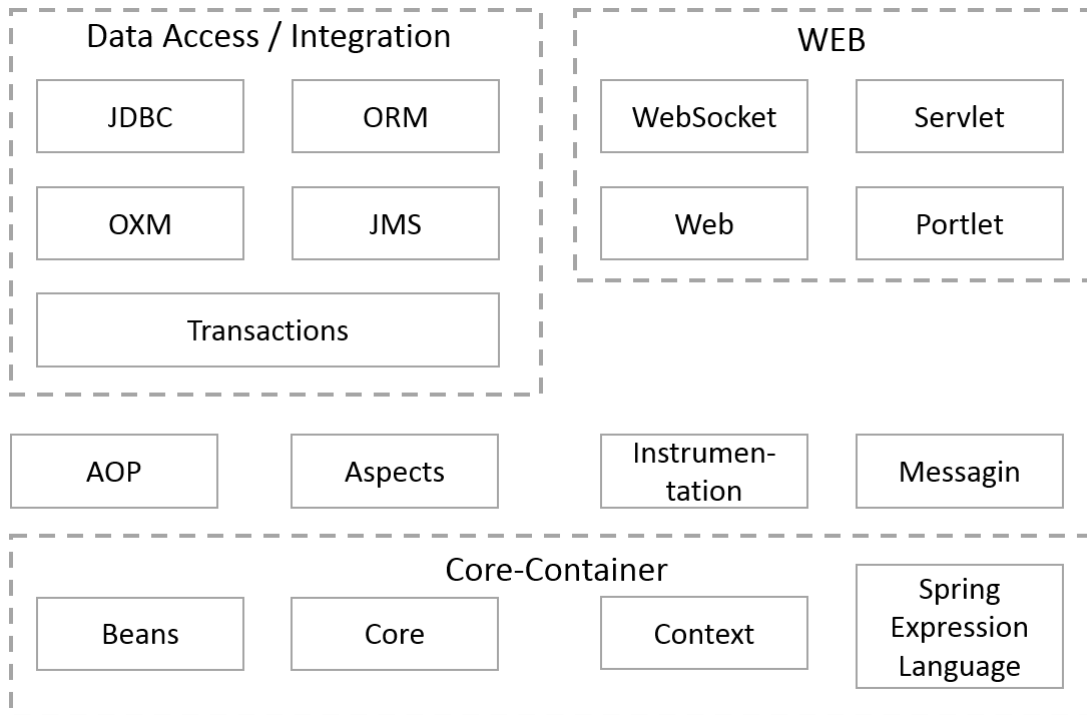 Data Access / Integration
JDBC
ORM
OXM
JMS
Transactions
WEB
WebSocket
Servlet
Web
Portlet
AOP
Aspects
Instrumen-
tation
Messagin
Core-Container
Beans
Core
Context
Spring
Expression
Language